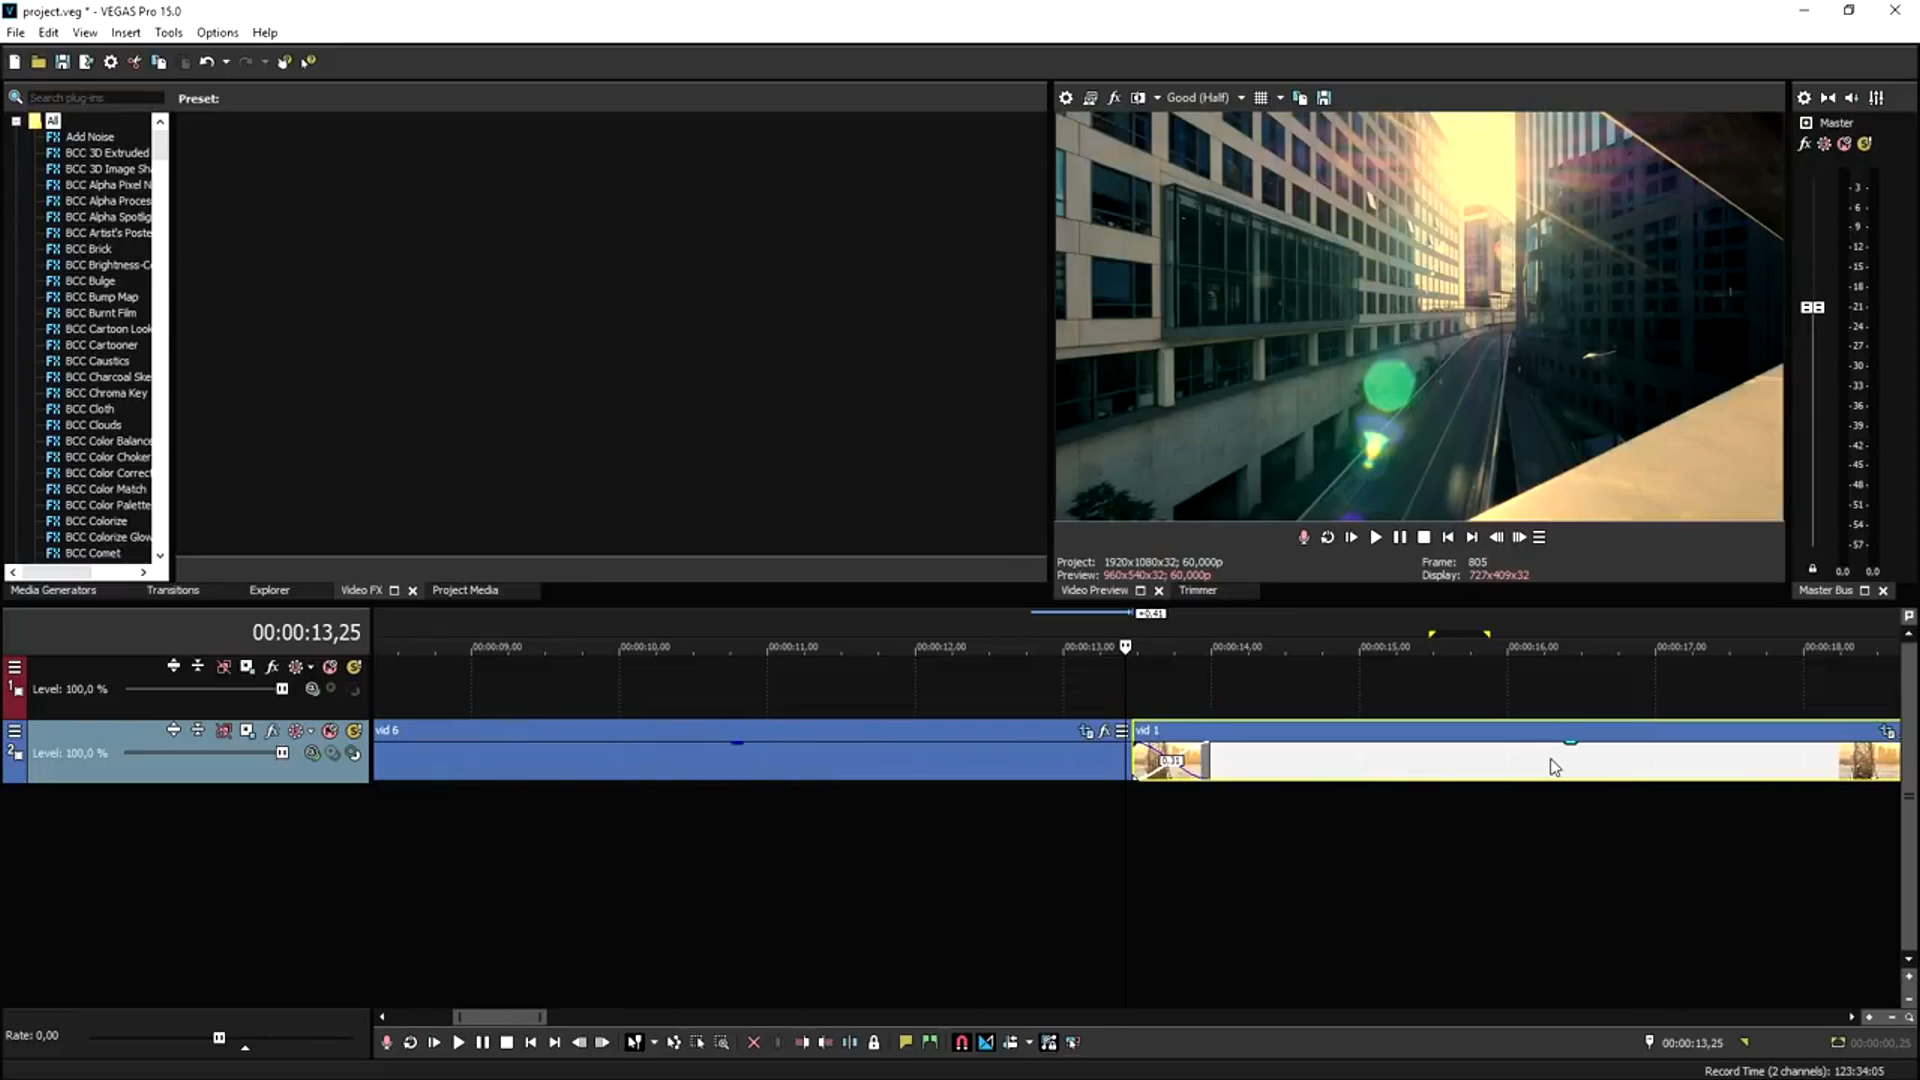 project.veg * - VEGAS Pro 15.0
File Edit View Insert Tools Options Help
Search plug-ins
Preset:
Good (Half)
All
Add Noise
BCC 3D Extruded
BCC 3D Image Sh
BCC Alpha Pixel N
BCC Alpha Proces
BCC Alpha Spotlig
BCC Artist's Poste
BCC Brick
BCC Brightness-C
BCC Bulge
BCC Bump Map
BCC Burnt Film
BCC Cartoon Look
BCC Cartooner
BCC Caustics
BCC Charcoal Ske
BCC Chroma Key
BCC Cloth
BCC Clouds
BCC Color Balance
BCC Color Choker
BCC Color Correct
BCC Color Match
BCC Color Palette
BCC Colorize
BCC Colorize Glow
BCC Comet
Master
-3
-6
-9
-12
-15
-18
-21
-24
-27
-30
-33
-36
-39
-42
-45
-48
-51
-54
-57
0,0 0,0
Project: 1920x1080x32; 60,000p
Preview: 960x540x32; 60,000p
Frame: 805
Display: 727x409x32
Media Generators Transitions Explorer Video FX Project Media
Video Preview Trimmer
Master Bus
00:00:13,25
+0,41
00:00:09,00 00:00:10,00 00:00:11,00 00:00:12,00 00:00:13,00 00:00:14,00 00:00:15,00 00:00:16,00 00:00:17,00 00:00:18,00
1 Level: 100,0 %
vid 6
vid 1
2 Level: 100,0 %
0,31
Rate: 0,00
00:00:13,25
00:00:00,25
Record Time (2 channels): 123:34:05